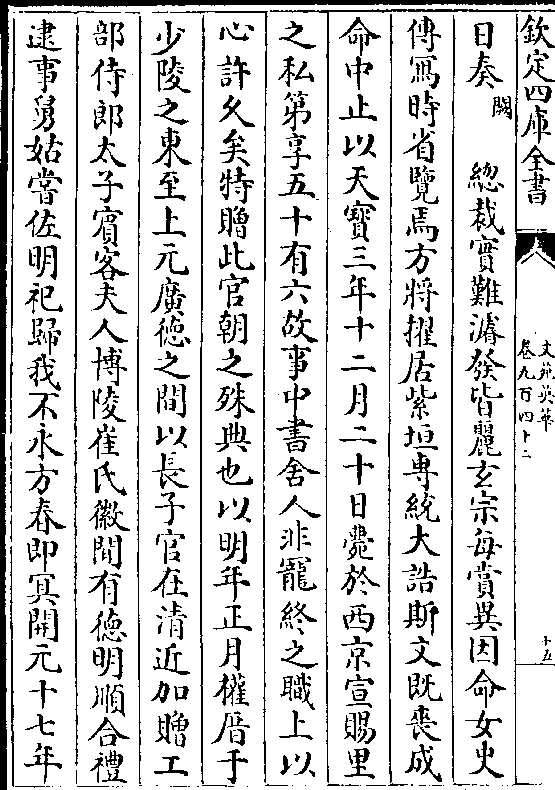 欽定四庫全書
文苑英華
卷九百四十二
十五
日奏闕總裁實難濬發皆麗玄宗每賞異因命女史
傳寫時省覽焉方將擢居紫垣專統大誥斯文既喪成
命中止以天寶三年十二月二十日薨於西京宣賜里
之私第享五十有六故事中書舍人非寵終之職上以
心許久矣特贈此官朝之殊典也以明年正月權厝于
少陵之東至上元廣德之間以長子官在清近加贈工
部侍郎太子賓客夫人博陵崔氏徽閒有德明順合禮
逮事舅姑嘗佐明祀歸我不永方春即冥開元十七年